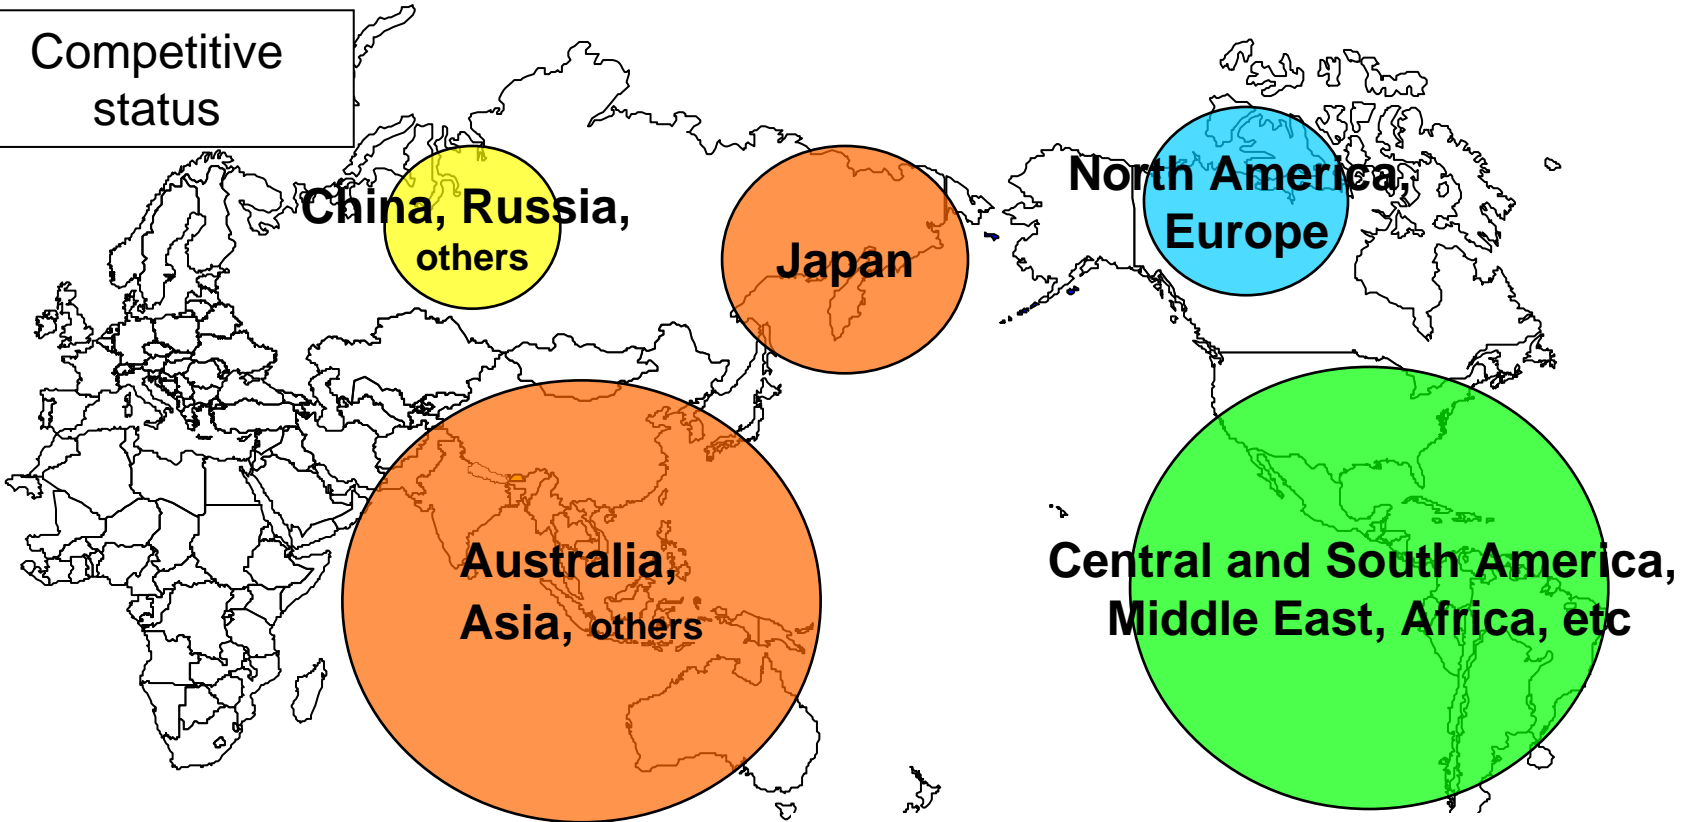 Competitive
status
China, Russia,
others
Japan
North America,
Europe
Australia,
Asia, others
Central and South America,
Middle East, Africa, etc